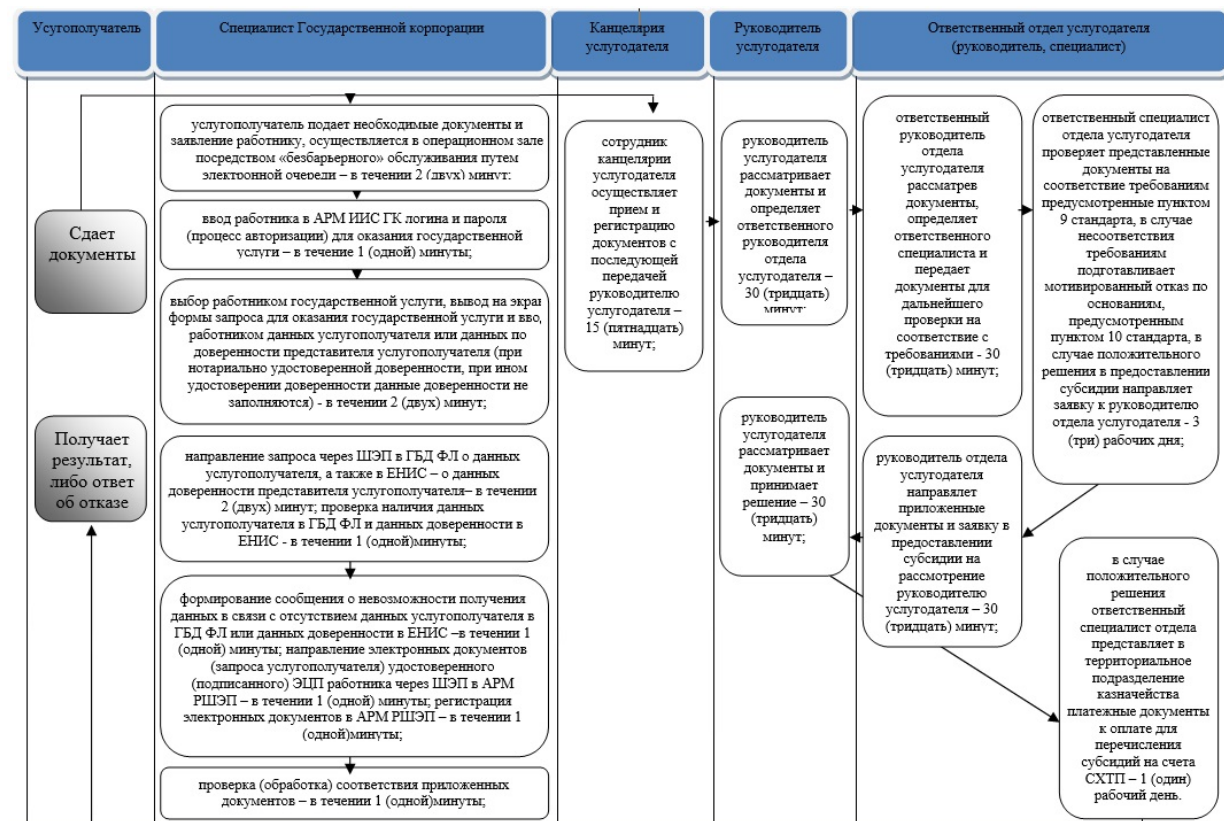 Усугополучатель
Специалист Государственной корпорации
Канцелярия
услугодателя
Руководитель
услугодателя
Ответственный отдел услугодателя
(руководитель, специалист)
Сдает
документы
Получает
результат,
либо ответ
об отказе
услугополучатель подает необходимые документы и
заявление работнику, осуществляется в операционном зале
посредством «безбарьерного» обслуживания путем
электронной очереди – в течении 2 (двух) минут;
ввод работника в АРМ ИИС ГК логина и пароля
(процесс авторизации) для оказания государственной
услуги – в течение 1 (одной) минуты;
выбор работником государственной услуги, вывод на экран
формы запроса для оказания государственной услуги и ввод
работником данных услугополучателя или данных по
доверенности представителя услугополучателя (при
нотариально удостоверенной доверенности, при ином
удостоверении доверенности данные доверенности не
заполняются) - в течении 2 (двух) минут;
направление запроса через ШЭП в ГБД ФЛ о данных
услугополучателя, а также в ЕНИС – о данных
доверенности представителя услугополучателя– в течении
2 (двух) минут; проверка наличия данных
услугополучателя в ГБД ФЛ и данных доверенности в
ЕНИС - в течении 1 (одной)минуты;
формирование сообщения о невозможности получения
данных в связи с отсутствием данных услугополучателя в
ГБД ФЛ или данных доверенности в ЕНИС –в течении 1
(одной) минуты; направление электронных документов
(запроса услугополучателя) удостоверенного
(подписанного) ЭЦП работника через ШЭП в АРМ
РШЭП – в течении 1 (одной) минуты; регистрация
электронных документов в АРМ РШЭП – в течении 1
(одной)минуты;
проверка (обработка) соответствия приложенных
документов – в течении 1 (одной)минуты;
сотрудник
канцелярии
услугодателя
осуществляет
прием и
регистрацию
документов с
последующей
передачей
руководителю
услугодателя –
15 (пятнадцать)
минут;
руководитель
услугодателя
рассматривает
документы и
определяет
ответственного
руководителя
отдела
услугодателя –
30 (тридцать)
минут;
руководитель
услугодателя
рассматривает
документы и
принимает
решение – 30
(тридцать)
минут;
ответственный
руководитель
отдела
услугодателя
рассматрев
документы,
определяет
ответственного
специалиста и
передает
документы для
дальнейшего
проверки на
соответствие с
требованиями - 30
(тридцать) минут;
руководитель отдела
услугодателя
направялет
приложенные
документы и заявку в
предоставлении
субсидии на
рассмотрение
руководителю
услугодателя – 30
(тридцать) минут;
ответственный специалист
отдела услугодателя
проверяет представленные
документы на
соответствие требованиям
предусмотренные пунктом
9 стандарта, в случае
несоответствия
требованиям
подготавливает
мотивированный отказ по
основаниям,
предусмотренным
пунктом 10 стандарта, в
случае положительного
решения в предоставлении
субсидии направляет
заявку к руководителю
отдела услугодателя - 3
(три) рабочих дня;
в случае
положительного
решения
ответственный
специалист отдела
представляет в
территориальное
подразделение
казначейства
платежные документы
к оплате для
перечисления
субсидий на счета
СХТП – 1 (один)
рабочий день.